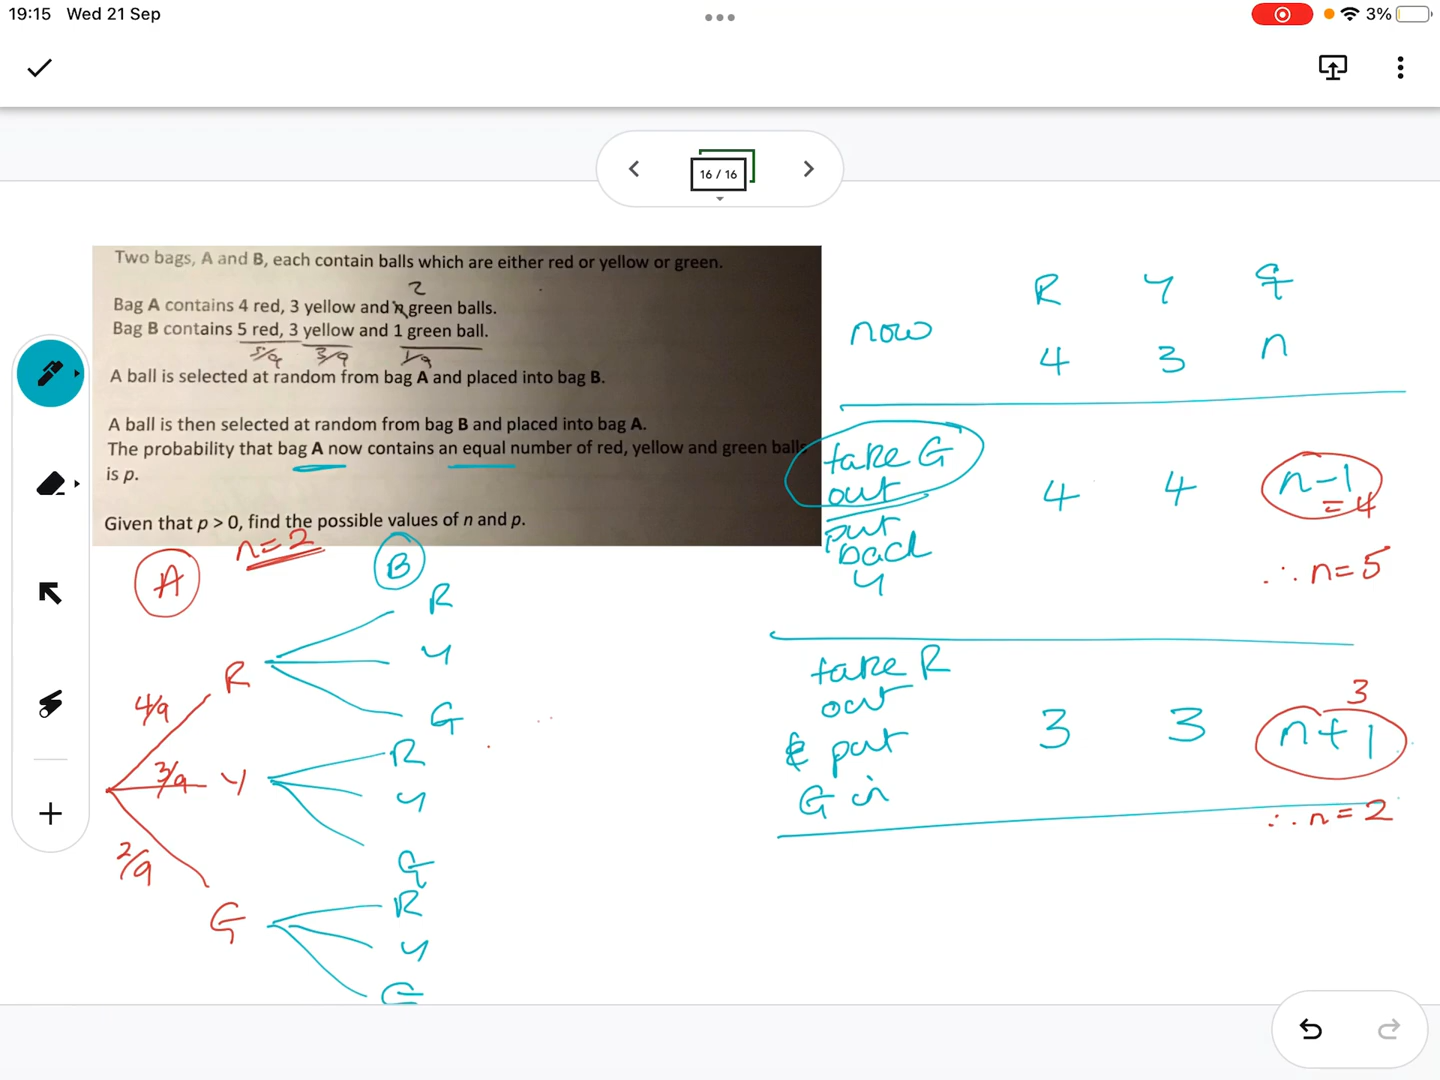 19:15 Wed 21 Sep
3%
16 / 16
Two bags, A and B, each contain balls which are either red or yellow or green.
2
Bag A contains 4 red, 3 yellow and n green balls.
Bag B contains 5 red, 3 yellow and 1 green ball.
5/9 3/9 1/9
A ball is selected at random from bag A and placed into bag B.
A ball is then selected at random from bag B and placed into bag A.
The probability that bag A now contains an equal number of red, yellow and green balls
is p.
Given that p > 0, find the possible values of n and p.
n=2
A B
R
Y
G
4/9 R
R
Y
G
3/9 Y
2/9
R
Y
G
G
R Y G
now
4 3 n
take G
out
4 4 n-1
=4
put
back
Y
∴ n=5
take R
out
& put
G in
3 3 n+1
3
∴ n=2